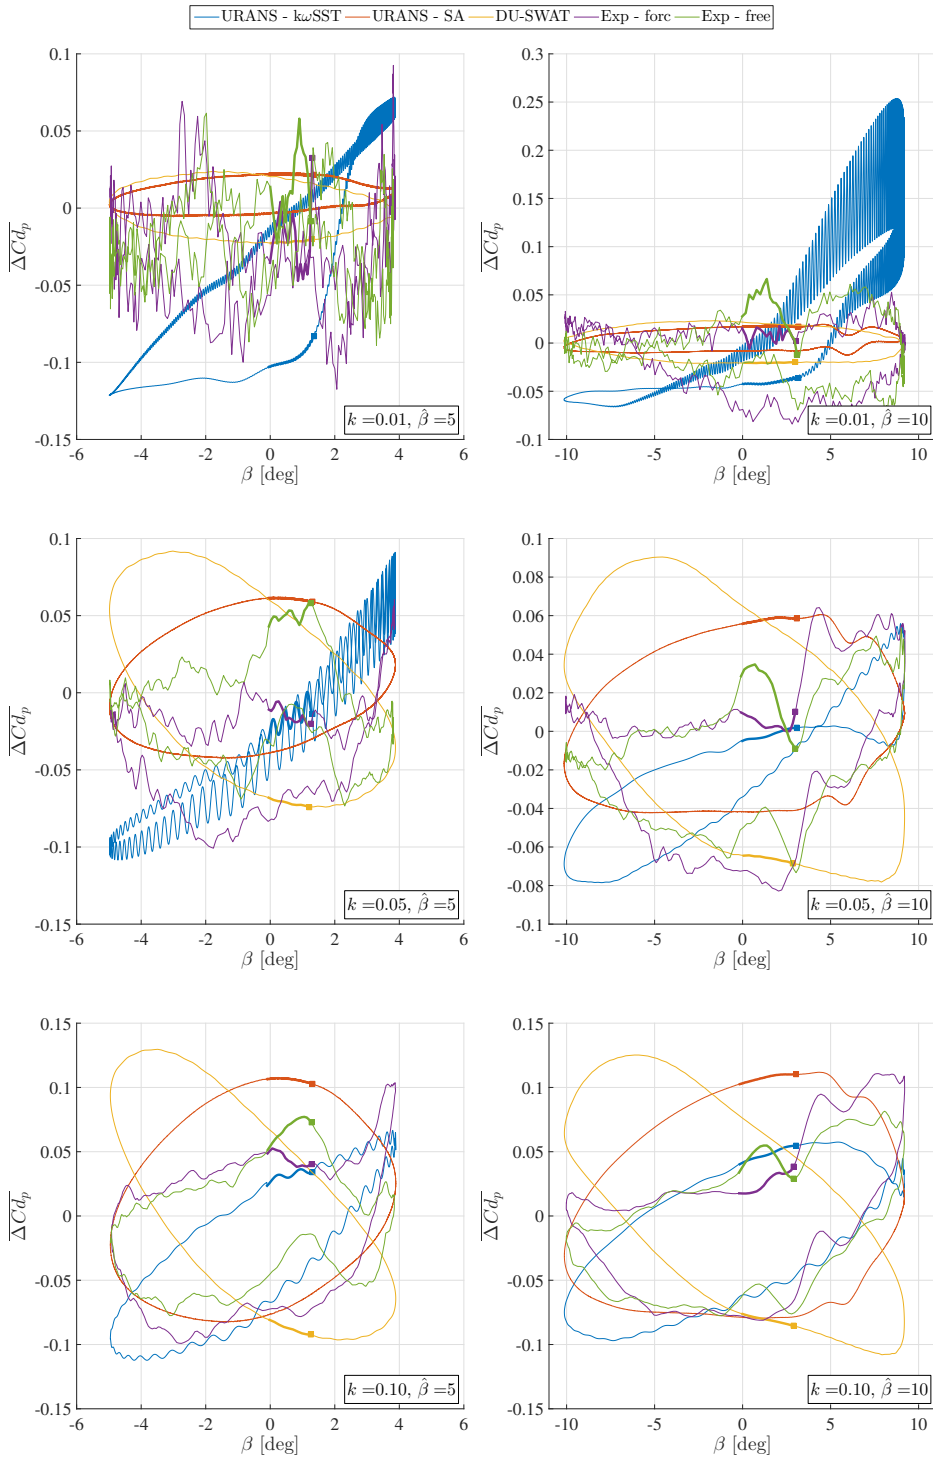 URANS - kωSST URANS - SA DU-SWAT Exp - forc Exp - free
0.1
0.05
0
-0.05
-0.1
-0.15
-6 -4 -2 0 2 4 6
β [deg]
ΔCd_p
k =0.01, β̂ =5
0.3
0.25
0.2
0.15
0.1
0.05
0
-0.05
-0.1
-10 -5 0 5 10
β [deg]
ΔCd_p
k =0.01, β̂ =10
0.1
0.05
0
-0.05
-0.1
-0.15
-6 -4 -2 0 2 4 6
β [deg]
ΔCd_p
k =0.05, β̂ =5
0.1
0.08
0.06
0.04
0.02
0
-0.02
-0.04
-0.06
-0.08
-0.1
-10 -5 0 5 10
β [deg]
ΔCd_p
k =0.05, β̂ =10
0.15
0.1
0.05
0
-0.05
-0.1
-0.15
-6 -4 -2 0 2 4 6
β [deg]
ΔCd_p
k =0.10, β̂ =5
0.15
0.1
0.05
0
-0.05
-0.1
-0.15
-10 -5 0 5 10
β [deg]
ΔCd_p
k =0.10, β̂ =10